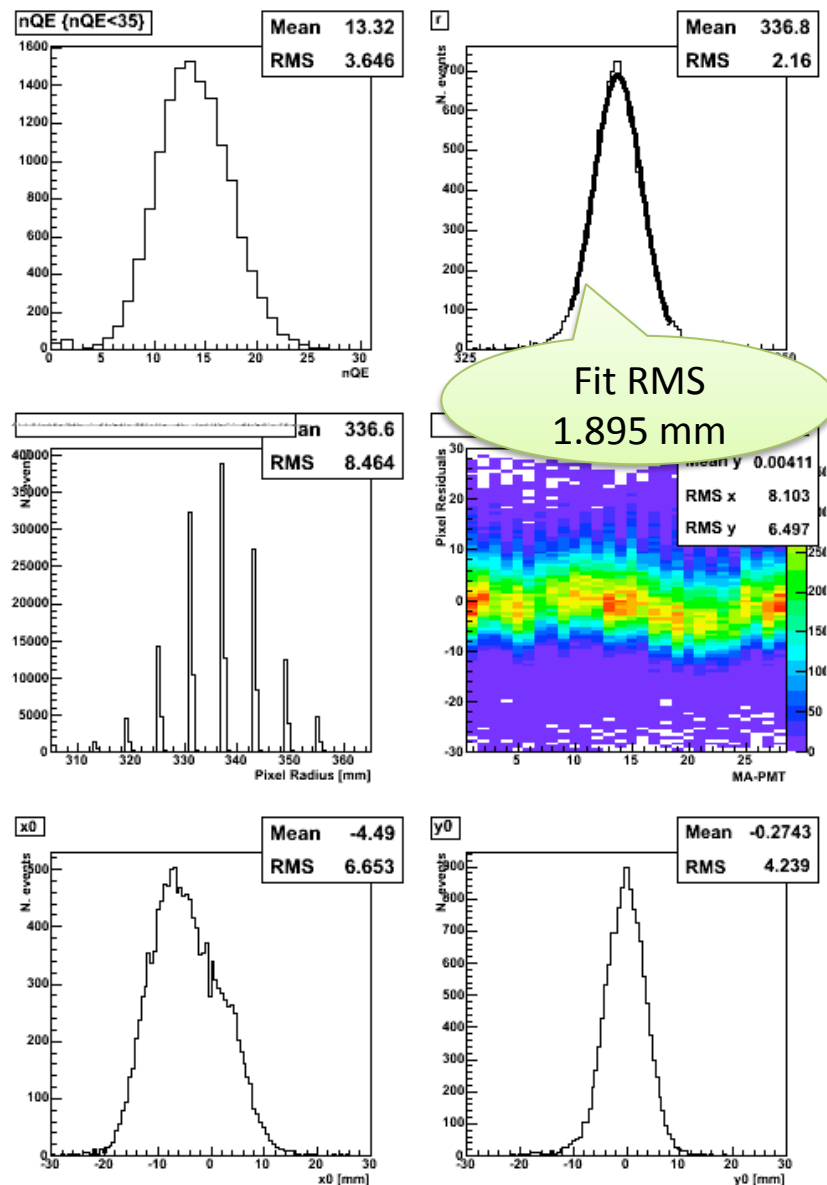 nQE {nQE<35}
Mean 13.32
RMS 3.646
1600
1400
1200
1000
800
600
400
200
0
0 5 10 15 20 25 30
nQE
r
Mean 336.8
RMS 2.16
N. events
700
600
500
400
300
200
100
0
325
Fit RMS
1.895 mm
336.6
RMS 8.464
40000
35000
30000
25000
20000
15000
10000
5000
0
310 320 330 340 350 360
Pixel Radius [mm]
Mean y 0.00411
RMS x 8.103
RMS y 6.497
Pixel Residuals
30
20
10
0
-10
-20
-30
5 10 15 20 25
MA-PMT
250
200
150
100
50
0
x0
Mean -4.49
RMS 6.653
N. events
500
400
300
200
100
0
-30 -20 -10 0 10 20 30
x0 [mm]
y0
Mean -0.2743
RMS 4.239
N. events
900
800
700
600
500
400
300
200
100
0
-30 -20 -10 0 10 20 30
y0 [mm]